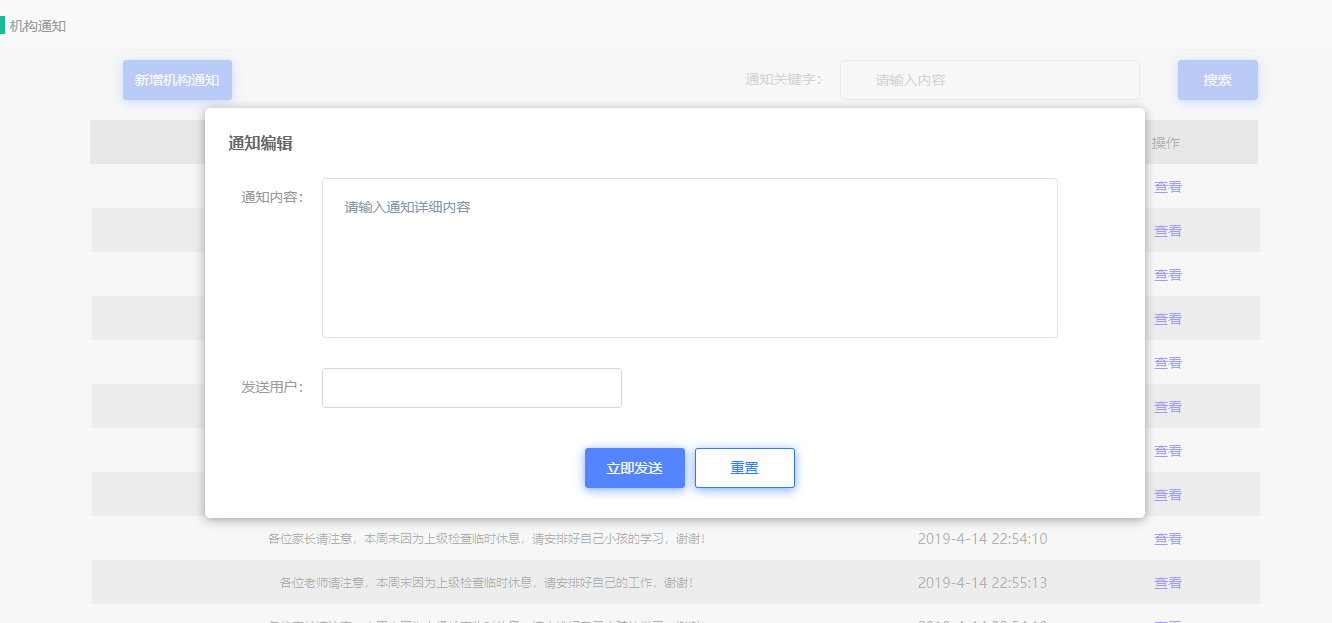 机构通知
新增机构通知 通知关键字： 请输入内容 搜索
操作
通知编辑
查看
通知内容： 请输入通知详细内容
查看
查看
查看
查看
发送用户：
查看
查看
立即发送 重置
查看
各位家长请注意，本周末因为上级检查临时休息，请安排好自己小孩的学习，谢谢！ 2019-4-14 22:54:10 查看
各位老师请注意，本周末因为上级检查临时休息，请安排好自己的工作，谢谢！ 2019-4-14 22:55:13 查看